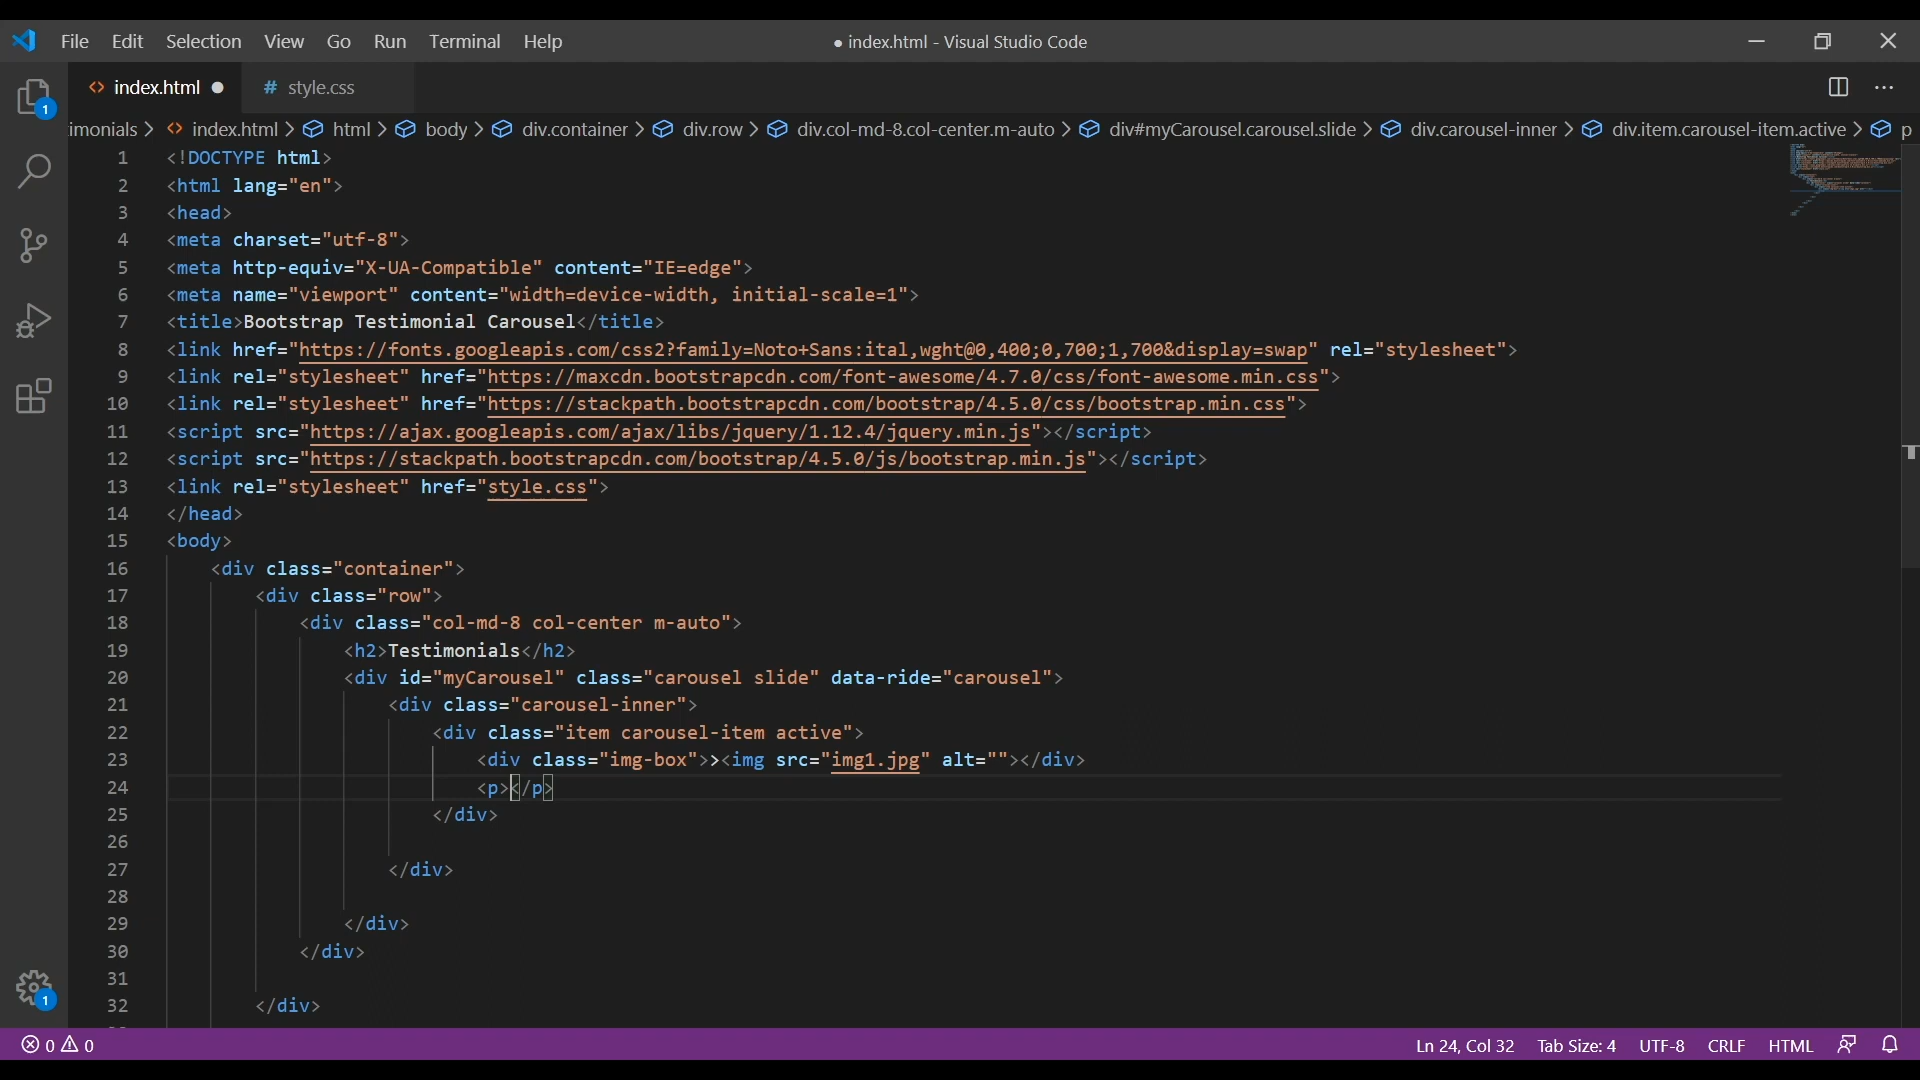 File Edit Selection View Go Run Terminal Help ● index.html - Visual Studio Code
index.html ● # style.css
imonials > index.html > html > body > div.container > div.row > div.col-md-8.col-center.m-auto > div#myCarousel.carousel.slide > div.carousel-inner > div.item.carousel-item.active > p
1 <!DOCTYPE html>
2 <html lang="en">
3 <head>
4 <meta charset="utf-8">
5 <meta http-equiv="X-UA-Compatible" content="IE=edge">
6 <meta name="viewport" content="width=device-width, initial-scale=1">
7 <title>Bootstrap Testimonial Carousel</title>
8 <link href="https://fonts.googleapis.com/css2?family=Noto+Sans:ital,wght@0,400;0,700;1,700&display=swap" rel="stylesheet">
9 <link rel="stylesheet" href="https://maxcdn.bootstrapcdn.com/font-awesome/4.7.0/css/font-awesome.min.css">
10 <link rel="stylesheet" href="https://stackpath.bootstrapcdn.com/bootstrap/4.5.0/css/bootstrap.min.css">
11 <script src="https://ajax.googleapis.com/ajax/libs/jquery/1.12.4/jquery.min.js"></script>
12 <script src="https://stackpath.bootstrapcdn.com/bootstrap/4.5.0/js/bootstrap.min.js"></script>
13 <link rel="stylesheet" href="style.css">
14 </head>
15 <body>
16 <div class="container">
17 <div class="row">
18 <div class="col-md-8 col-center m-auto">
19 <h2>Testimonials</h2>
20 <div id="myCarousel" class="carousel slide" data-ride="carousel">
21 <div class="carousel-inner">
22 <div class="item carousel-item active">
23 <div class="img-box">><img src="img1.jpg" alt=""></div>
24 <p></p>
25 </div>
26
27 </div>
28
29 </div>
30 </div>
31
32 </div>
1
1
0 0 Ln 24, Col 32 Tab Size: 4 UTF-8 CRLF HTML